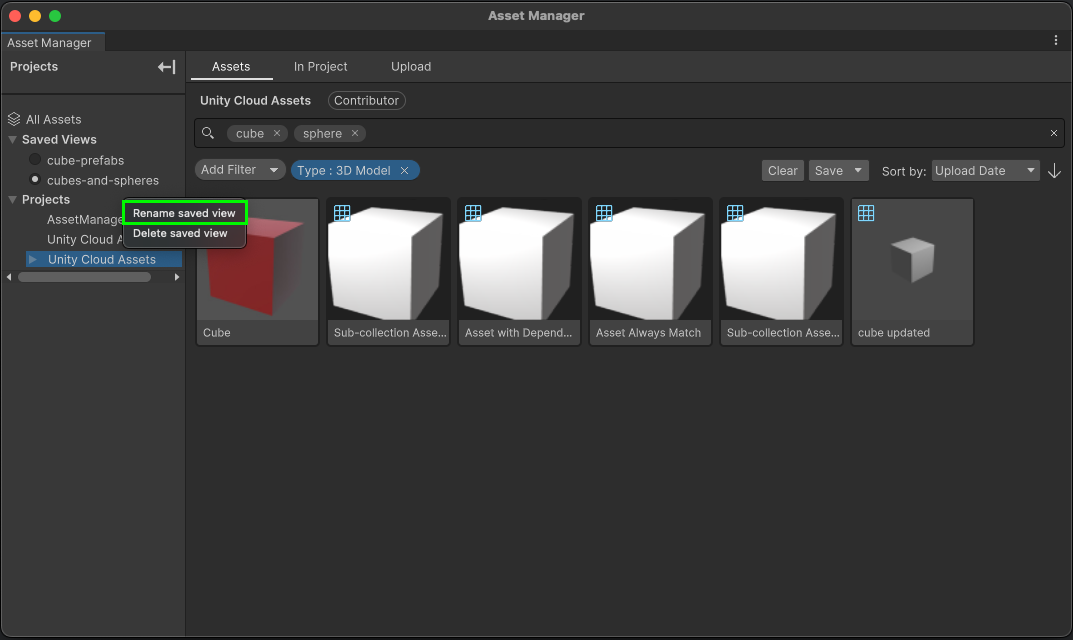 Asset Manager
Asset Manager
Projects
All Assets
Saved Views
cube-prefabs
cubes-and-spheres
Projects
AssetManage
Unity Cloud A
Unity Cloud Assets
Rename saved view
Delete saved view
Assets In Project Upload
Unity Cloud Assets Contributor
cube × sphere × ×
Add Filter Type : 3D Model × Clear Save Sort by: Upload Date
Cube Sub-collection Asse... Asset with Depend... Asset Always Match Sub-collection Asse... cube updated